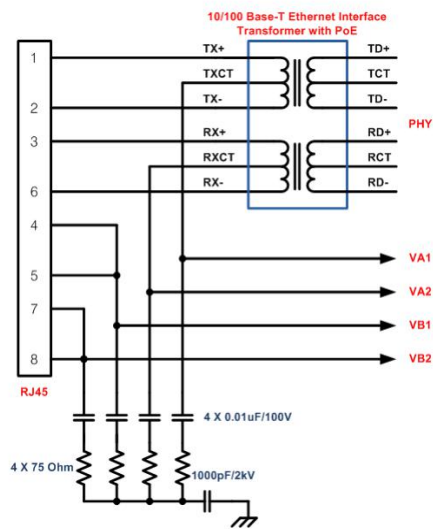 10/100 Base-T Ethernet Interface
Transformer with PoE
1 TX+ TD+
TXCT TCT
2 TX- TD-
PHY
3 RX+ RD+
RXCT RCT
6 RX- RD-
4
VA1
5
VA2
7
VB1
8
VB2
RJ45
4 X 0.01uF/100V
4 X 75 Ohm
1000pF/2kV